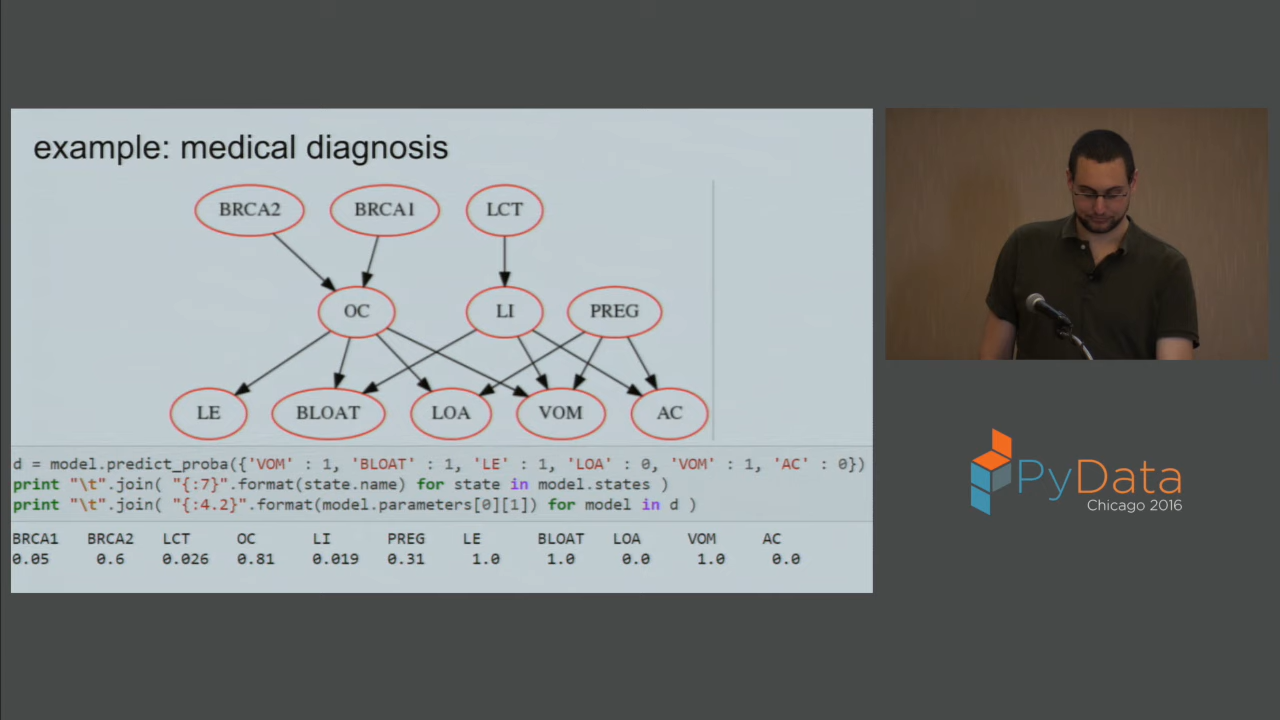 example: medical diagnosis
BRCA2 BRCA1 LCT
OC LI PREG
LE BLOAT LOA VOM AC
d = model.predict_proba({'VOM' : 1, 'BLOAT' : 1, 'LE' : 1, 'LOA' : 0, 'VOM' : 1, 'AC' : 0})
print "\t".join( "{:7}".format(state.name) for state in model.states )
print "\t".join( "{:4.2}".format(model.parameters[0][1]) for model in d )
BRCA1 BRCA2 LCT OC LI PREG LE BLOAT LOA VOM AC
0.05 0.6 0.026 0.81 0.019 0.31 1.0 1.0 0.0 1.0 0.0
PyData
Chicago 2016